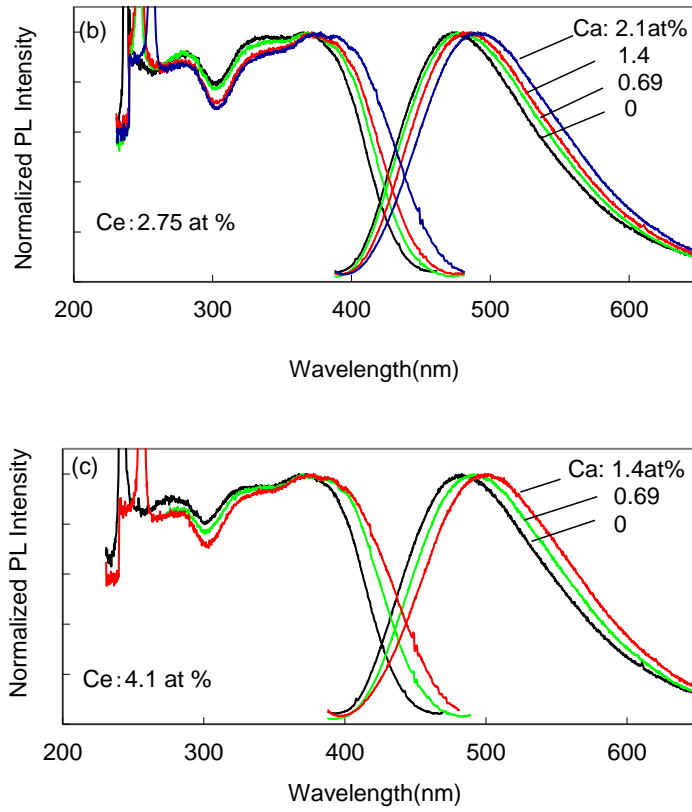 (b)
Ca: 2.1at%
1.4
0.69
0
Normalized PL Intensity
Ce:2.75 at %
200 300 400 500 600
Wavelength(nm)
(c)
Ca: 1.4at%
0.69
0
Normalized PL Intensity
Ce:4.1 at %
200 300 400 500 600
Wavelength(nm)